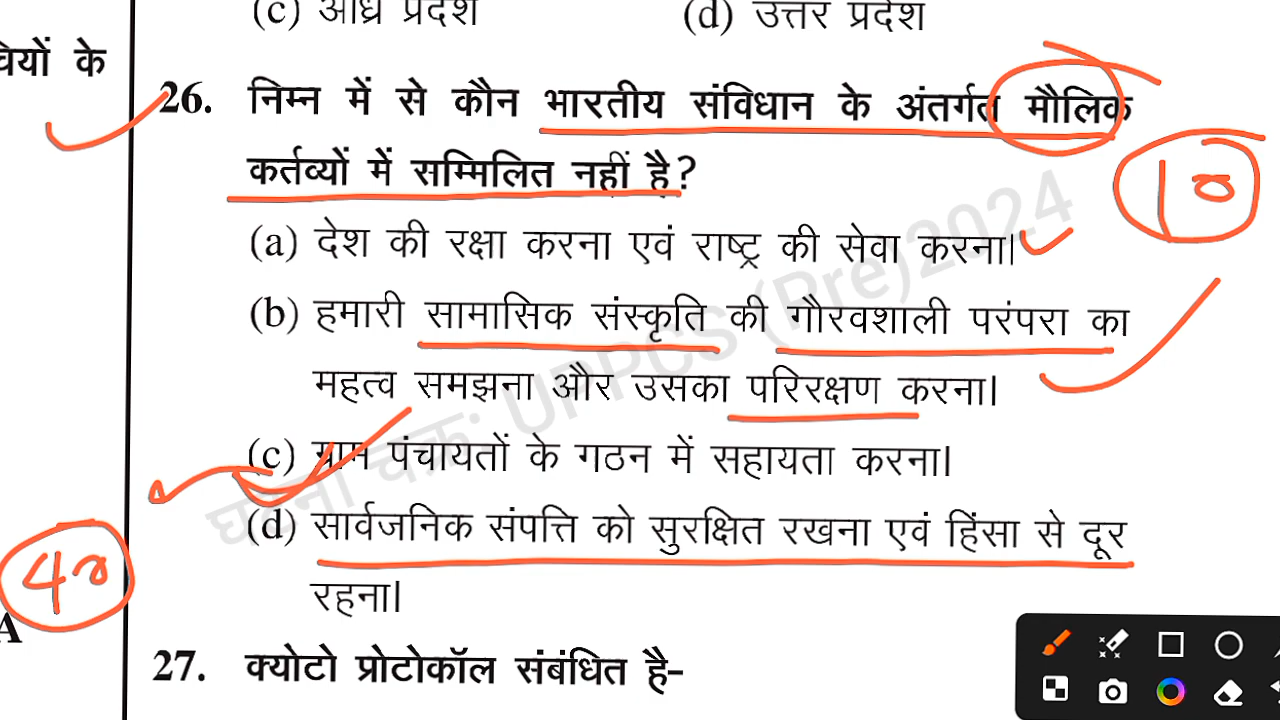 (c) आंध्र प्रदेश (d) उत्तर प्रदेश
के
26. निम्न में से कौन भारतीय संविधान के अंतर्गत मौलिक
कर्तव्यों में सम्मिलित नहीं है?
10
(a) देश की रक्षा करना एवं राष्ट्र की सेवा करना।
(b) हमारी सामासिक संस्कृति की गौरवशाली परंपरा का
महत्व समझना और उसका परिरक्षण करना।
(c) ग्राम पंचायतों के गठन में सहायता करना।
(d) सार्वजनिक संपत्ति को सुरक्षित रखना एवं हिंसा से दूर
रहना।
A
27. क्योटो प्रोटोकॉल संबंधित है-
घटना चक्र: UPPCS (Pre) 2024